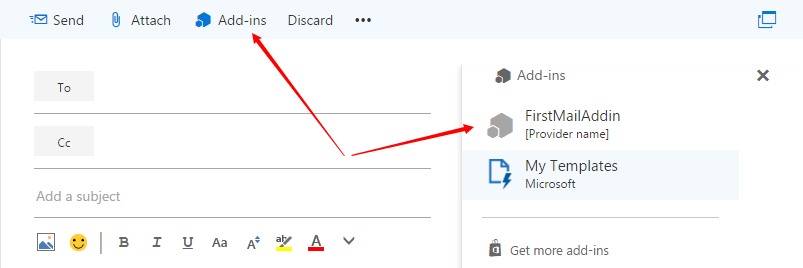 Send Attach Add-ins Discard •••
Add-ins
To
FirstMailAddin
[Provider name]
Cc
My Templates
Microsoft
Add a subject
B I U Aa A ab A
Get more add-ins